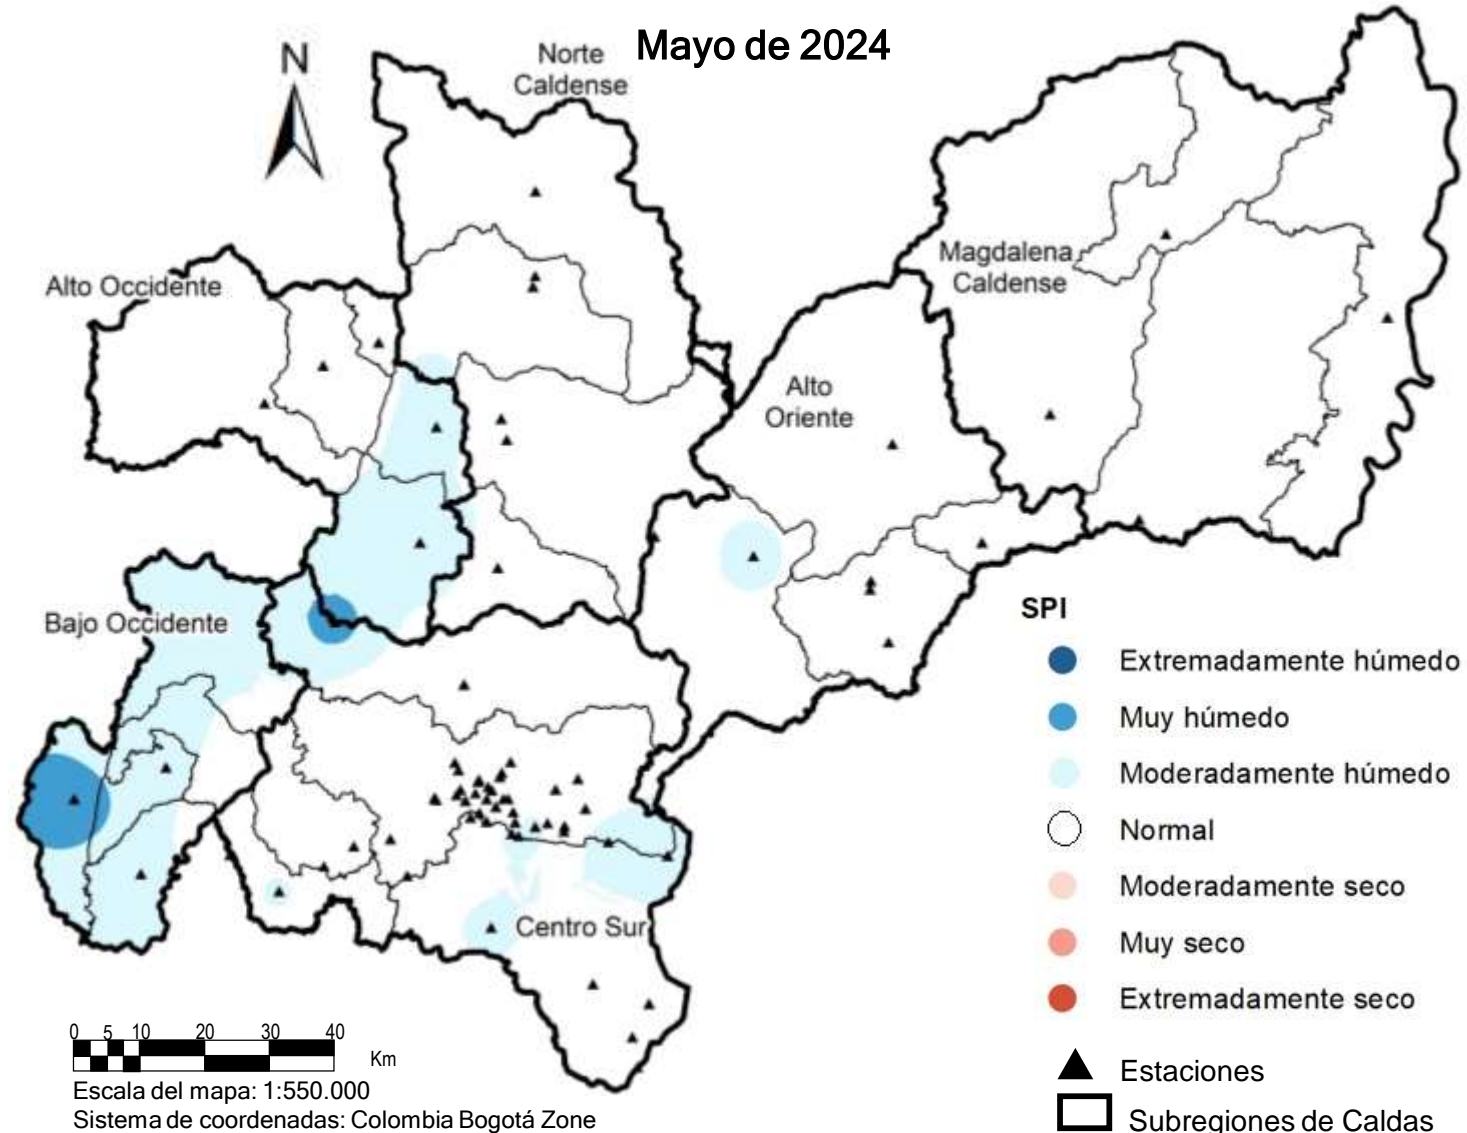 Mayo de 2024
N
Norte
Caldense
Alto Occidente
Magdalena
Caldense
Alto
Oriente
Bajo Occidente
Centro Sur
SPI
Extremadamente húmedo
Muy húmedo
Moderadamente húmedo
Normal
Moderadamente seco
Muy seco
Extremadamente seco
Estaciones
Subregiones de Caldas
0 5 10 20 30 40
Km
Escala del mapa: 1:550.000
Sistema de coordenadas: Colombia Bogotá Zone